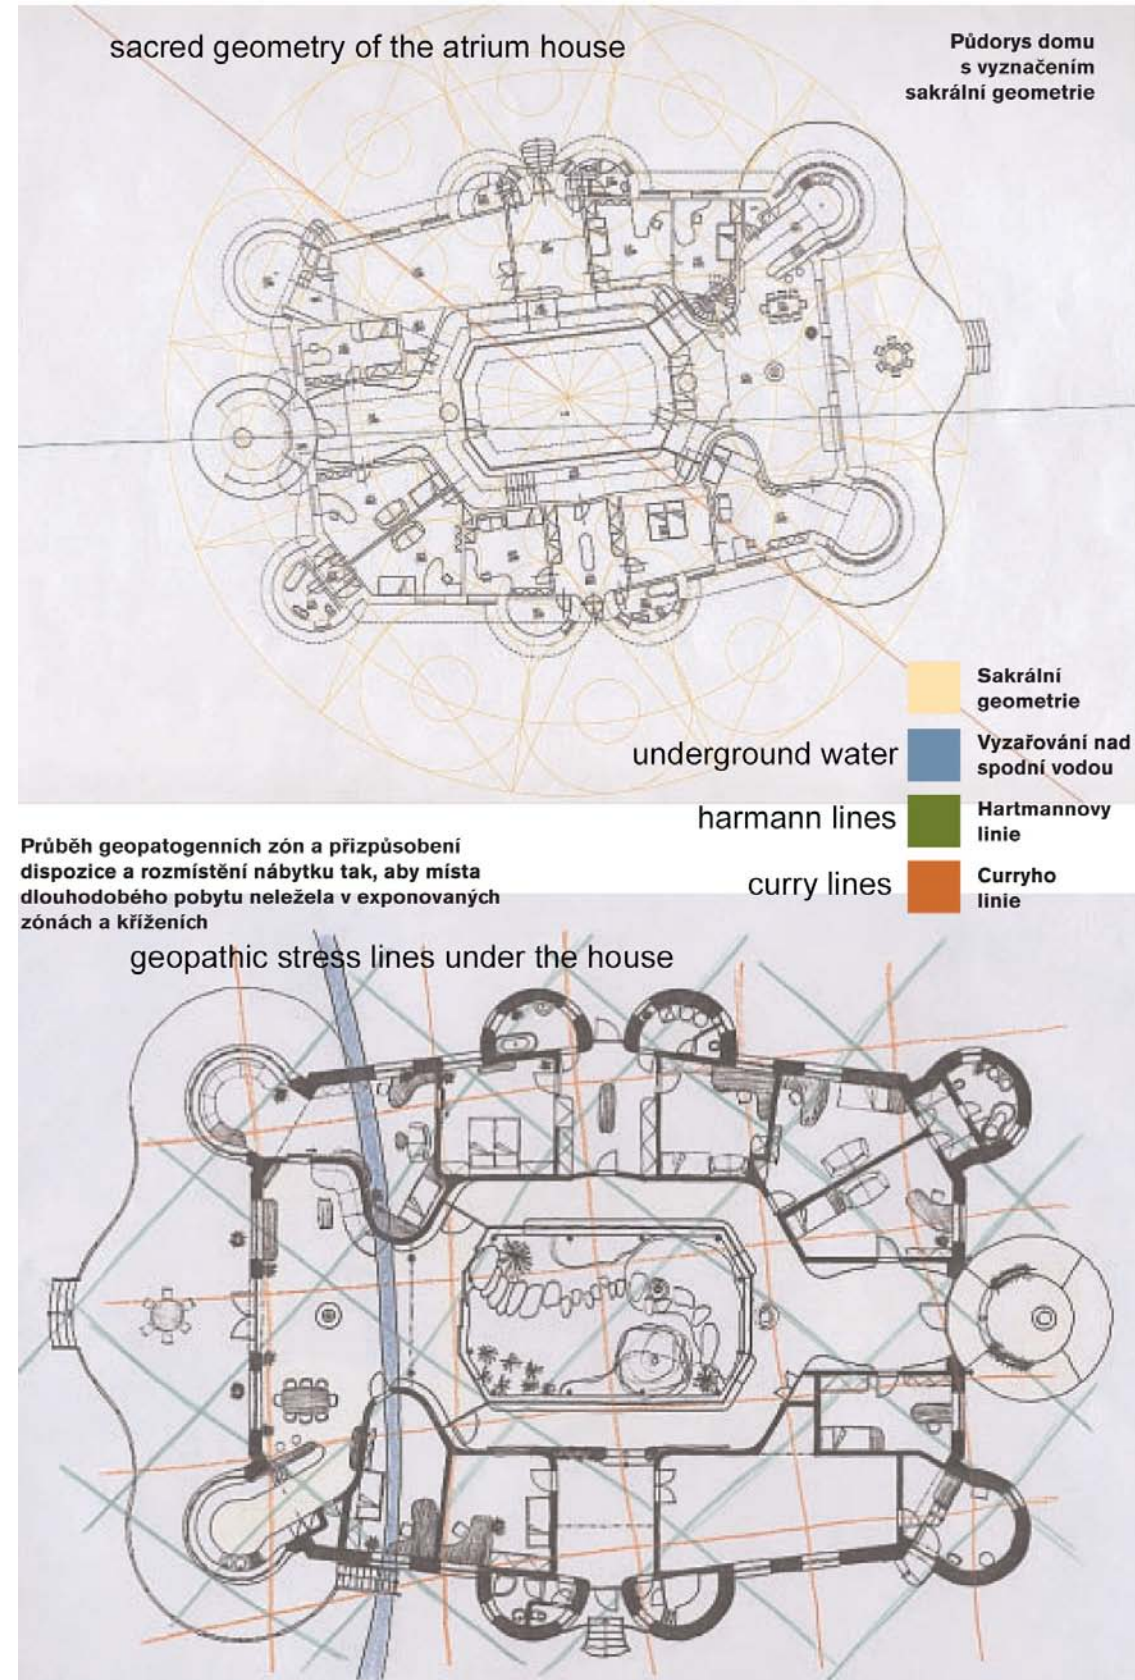 sacred geometry of the atrium house
Půdorys domu
s vyznačením
sakrální geometrie
Sakrální
geometrie
underground water
Vyzařování nad
spodní vodou
harmann lines
Hartmannovy
linie
curry lines
Curryho
linie
Průběh geopatogenních zón a přizpůsobení
dispozice a rozmístění nábytku tak, aby místa
dlouhodobého pobytu neležela v exponovaných
zónách a kříženích
geopathic stress lines under the house